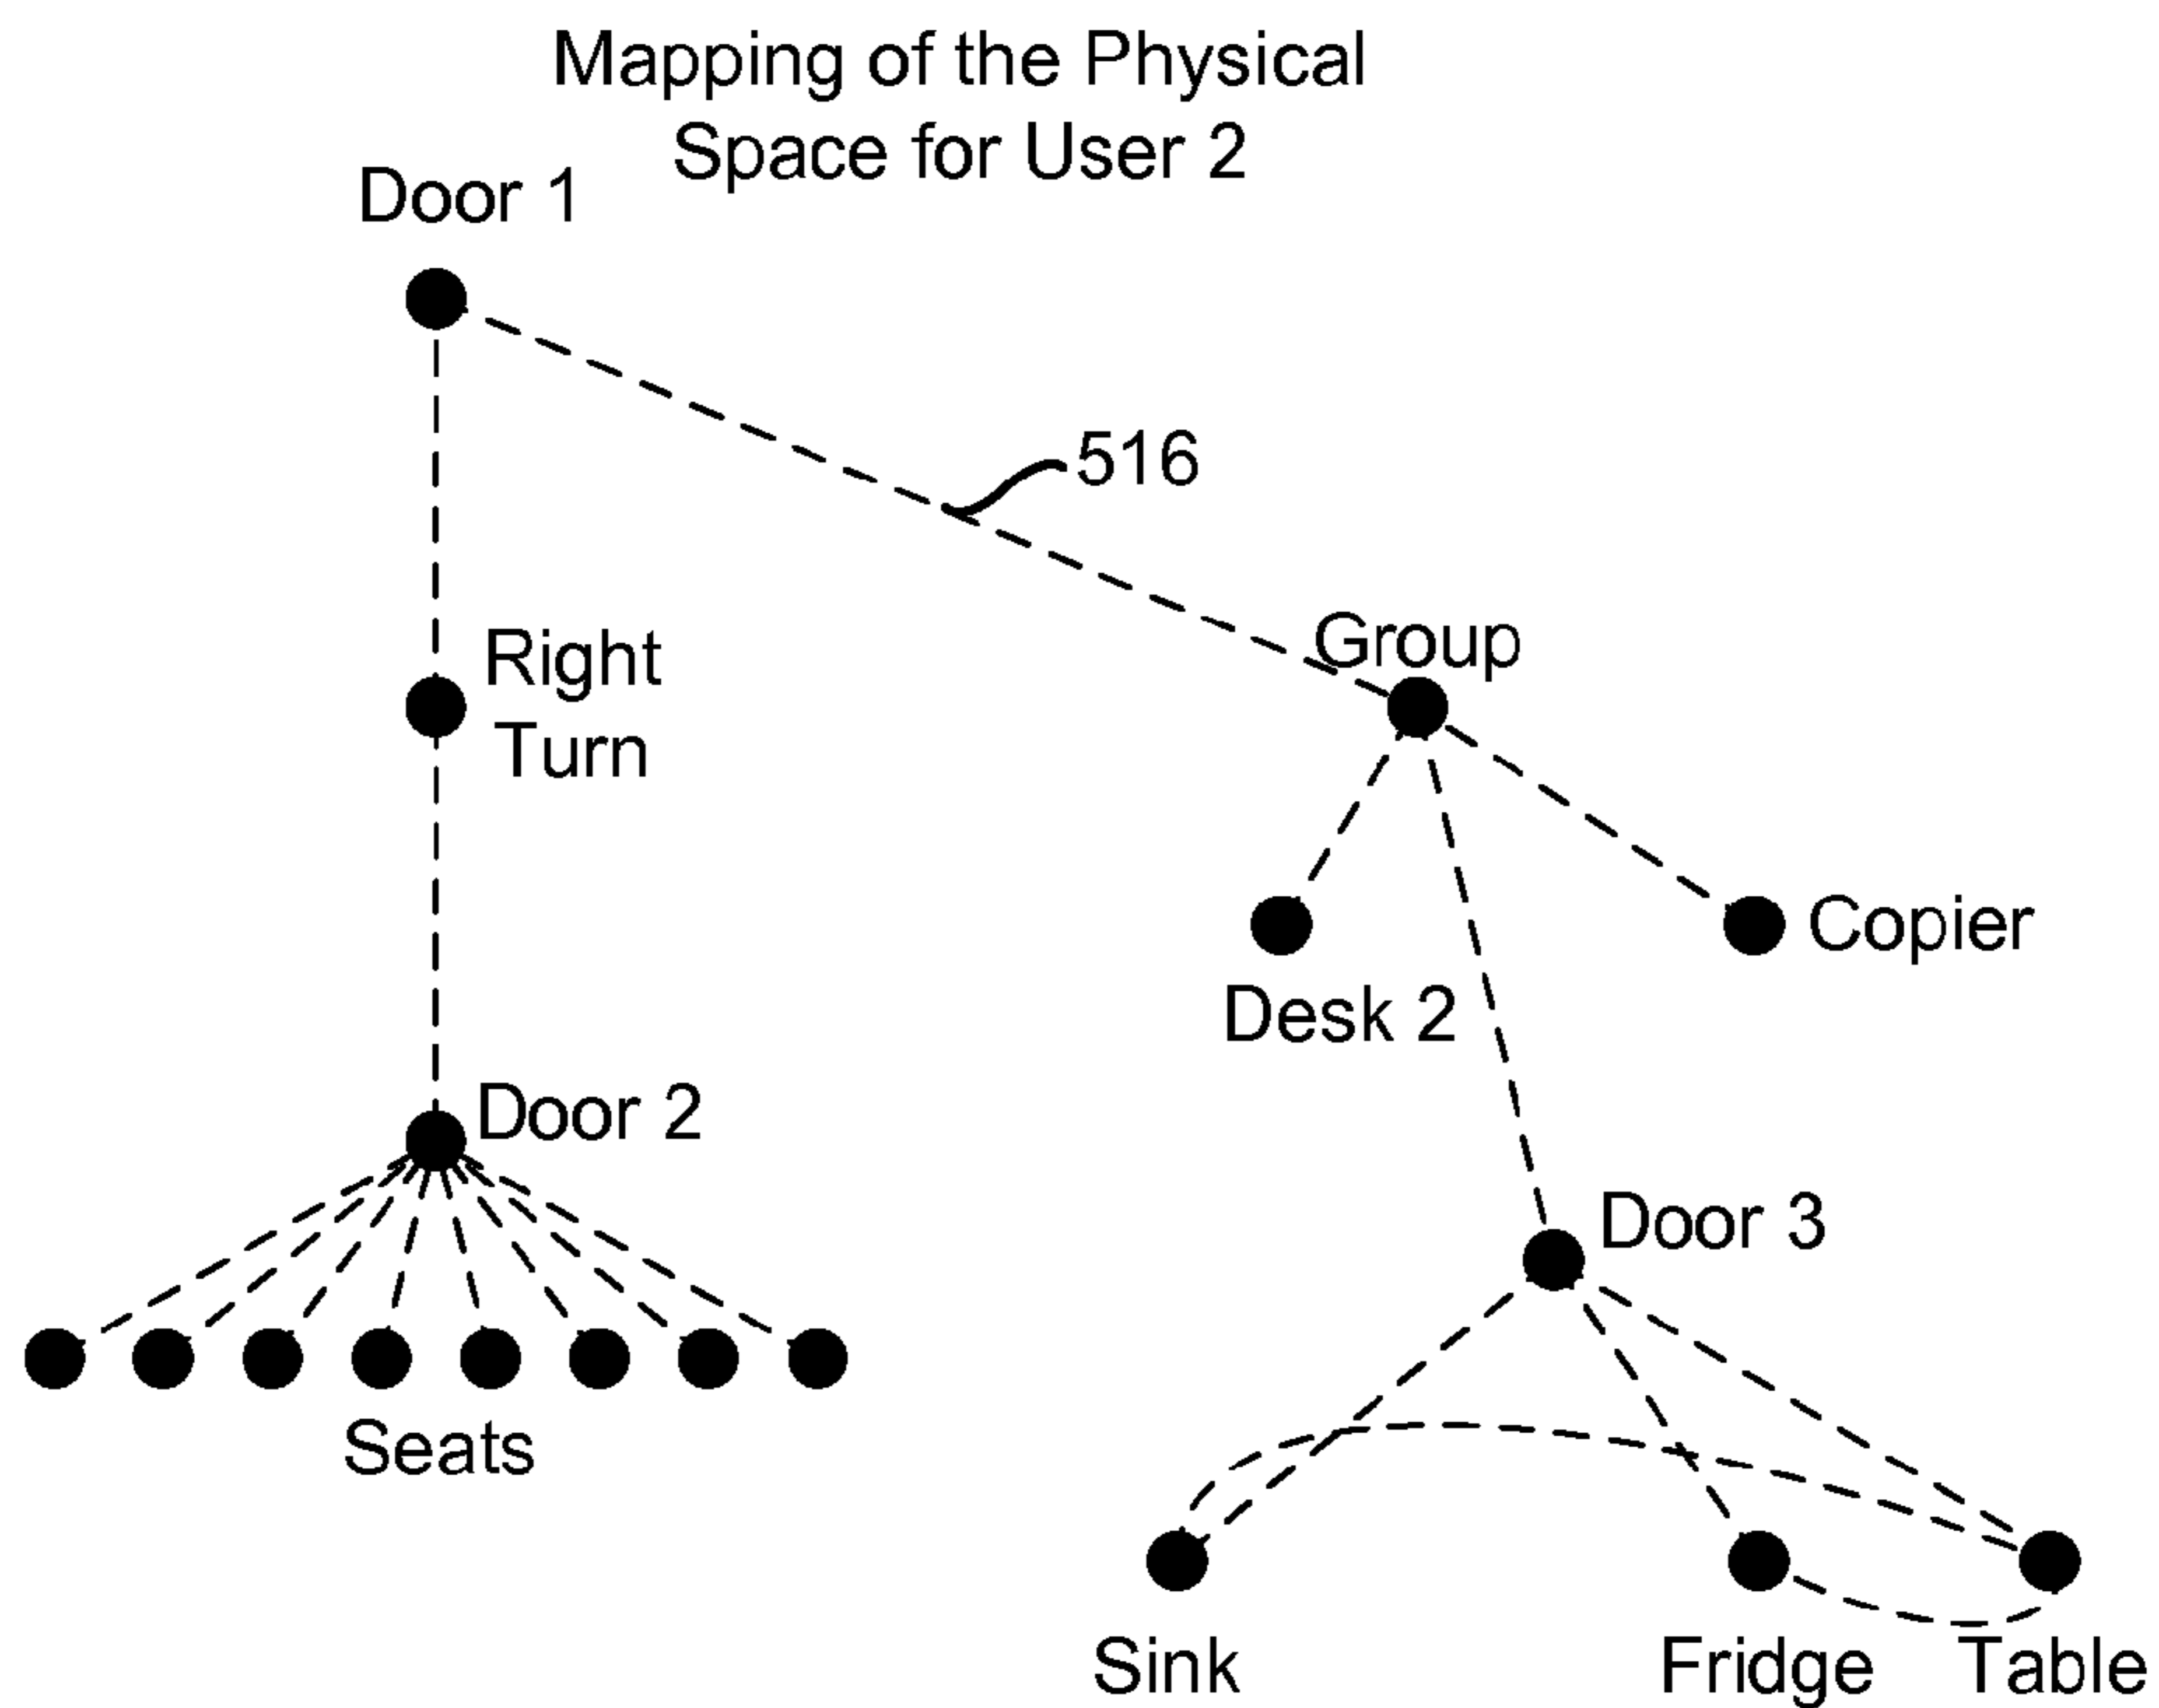 Mapping of the Physical
Space for User 2
Door 1
516
Group
Right
Turn
Copier
Desk 2
Door 2
Door 3
Seats
Sink
Fridge
Table